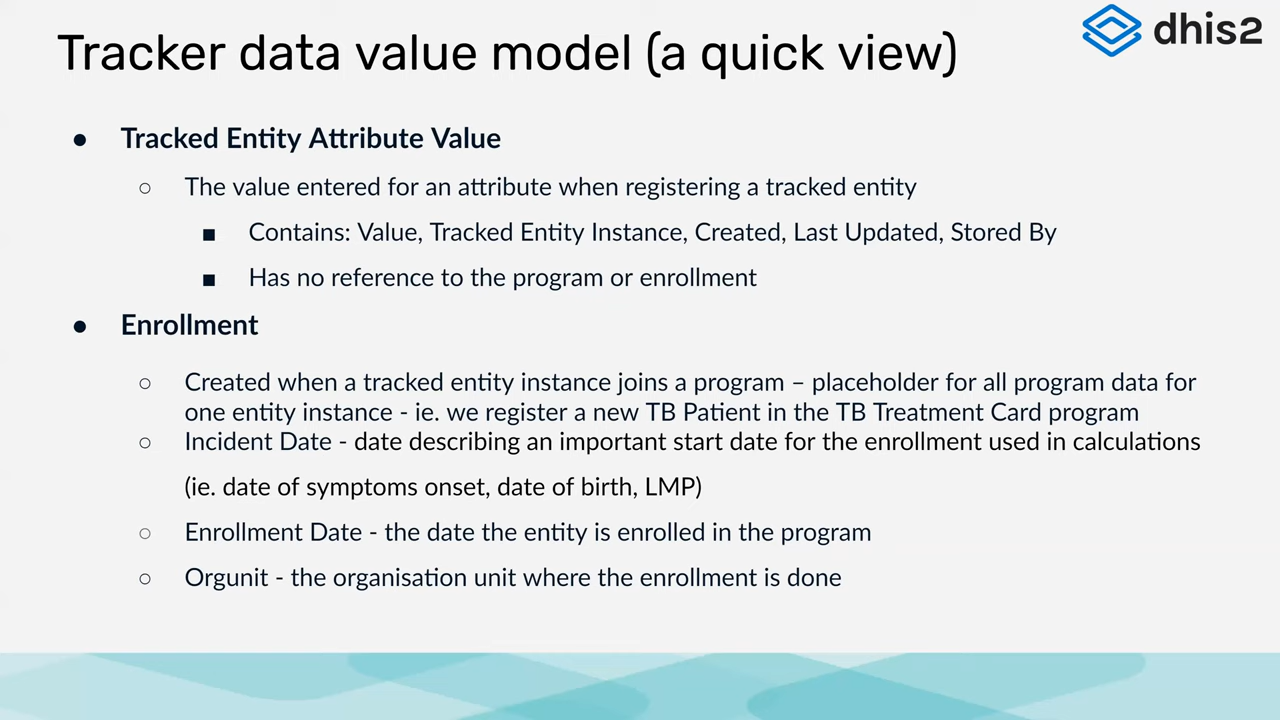 Tracker data value model (a quick view)
dhis2
● Tracked Entity Attribute Value
○ The value entered for an attribute when registering a tracked entity
■ Contains: Value, Tracked Entity Instance, Created, Last Updated, Stored By
■ Has no reference to the program or enrollment
● Enrollment
○ Created when a tracked entity instance joins a program – placeholder for all program data for
one entity instance - ie. we register a new TB Patient in the TB Treatment Card program
○ Incident Date - date describing an important start date for the enrollment used in calculations
(ie. date of symptoms onset, date of birth, LMP)
○ Enrollment Date - the date the entity is enrolled in the program
○ Orgunit - the organisation unit where the enrollment is done